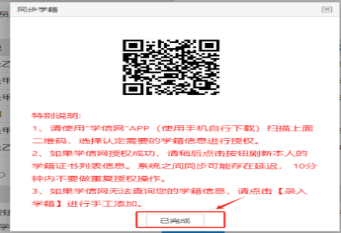 同步学籍
特别说明:
1、请使用"学信网"APP（使用手机自行下载）扫描上面
二维码，选择认定需要的学籍信息进行授权。
2、如果学信网授权成功，请稍后点击按钮刷新本人的
学籍证书列表信息。系统之间同步可能存在延迟，10分
钟内不要做重复授权操作。
3、如果学信网无法查询您的学籍信息，请点击【录入
学籍】进行手工添加。
已完成